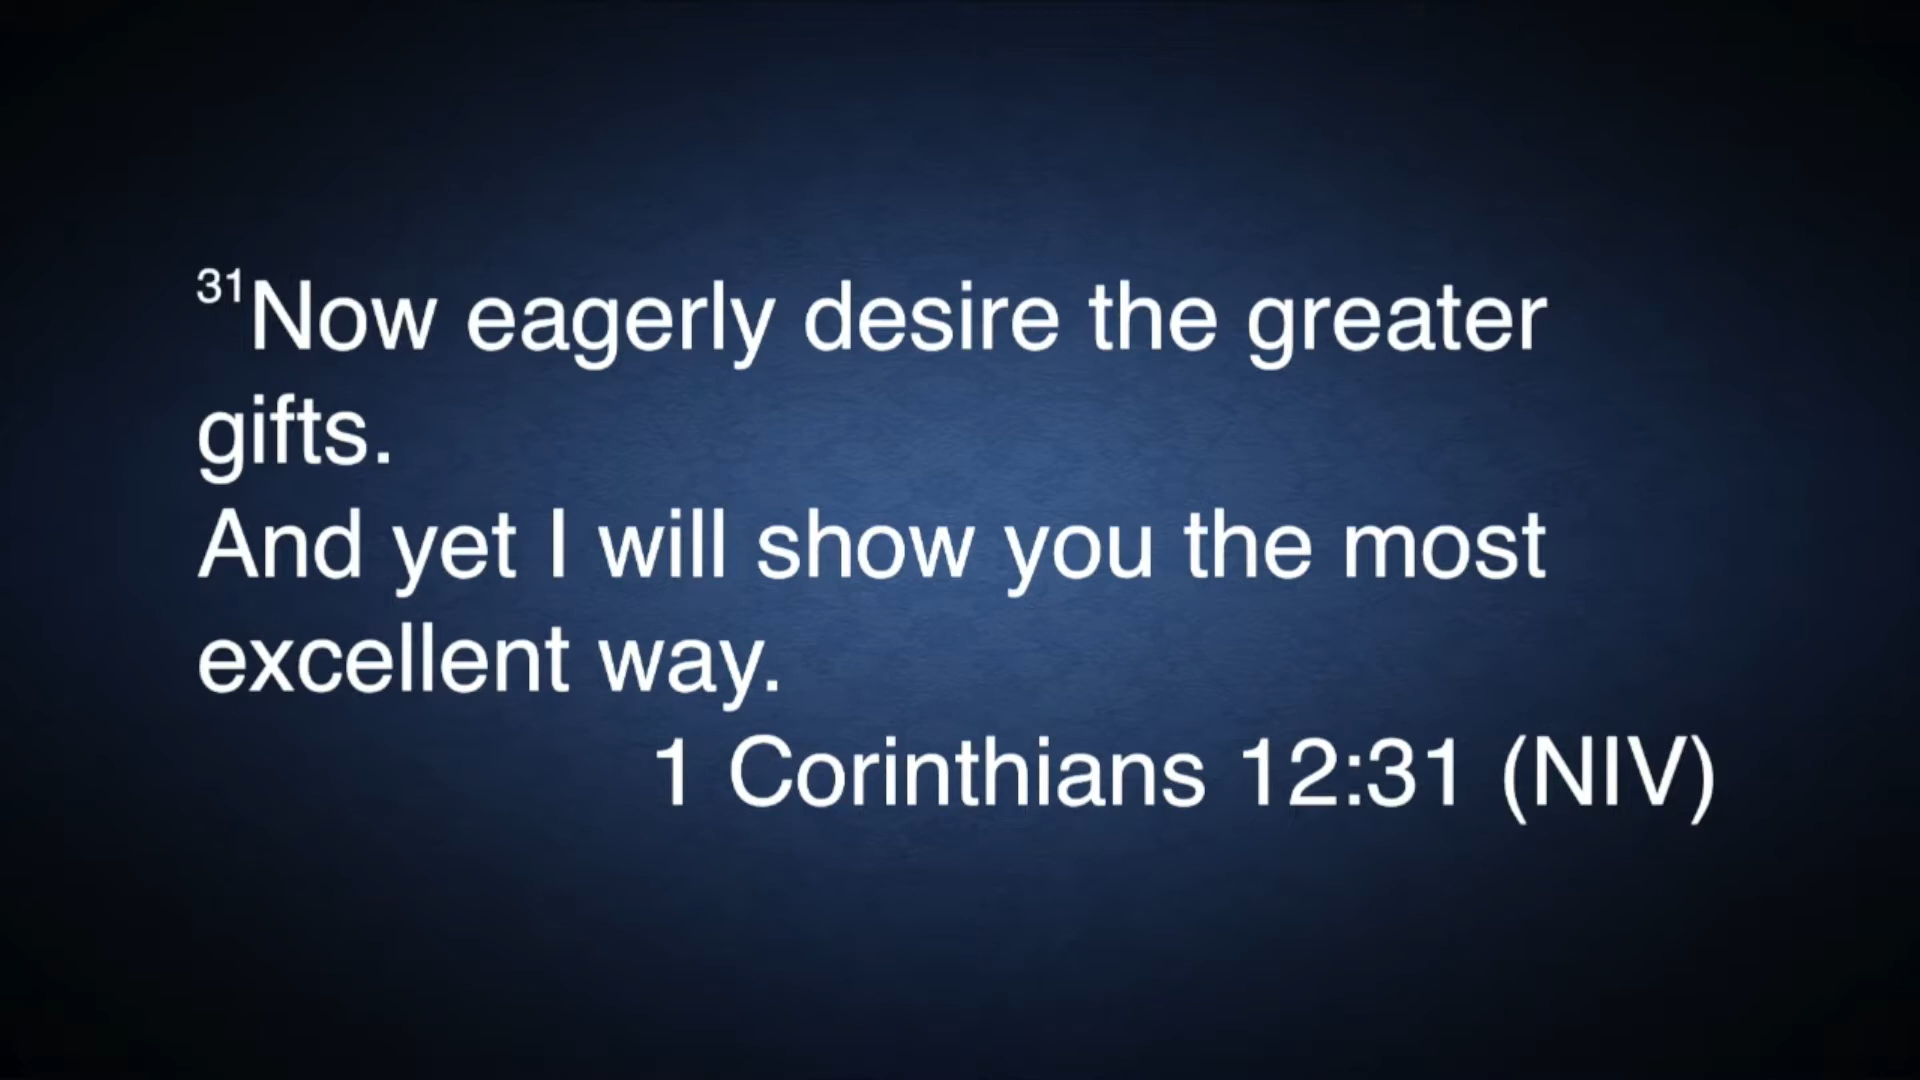 31Now eagerly desire the greater
gifts.
And yet I will show you the most
excellent way.
1 Corinthians 12:31 (NIV)